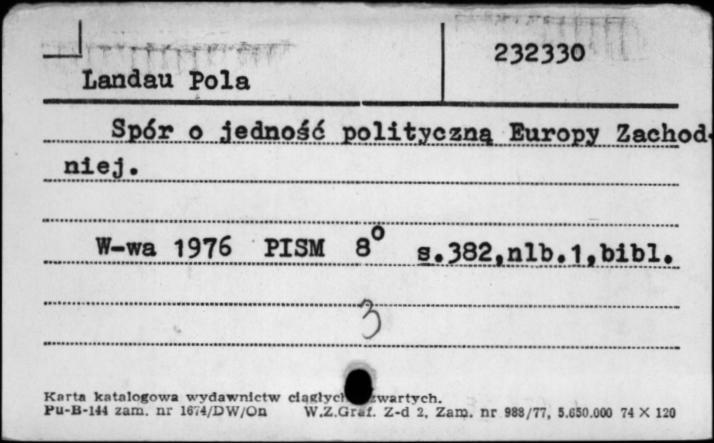 232330
Landau Pola
Spór o jedność polityczną Europy Zachod-
niej.
W-wa 1976 PISM 8° s.382,nlb.1,bibl.
3
Karta katalogowa wydawnictw ciągłych zwartych.
Pu-B-144 zam. nr 1674/DW/On W.Z.Graf. Z-d 2, Zam. nr 988/77, 5.650.000 74 X 120